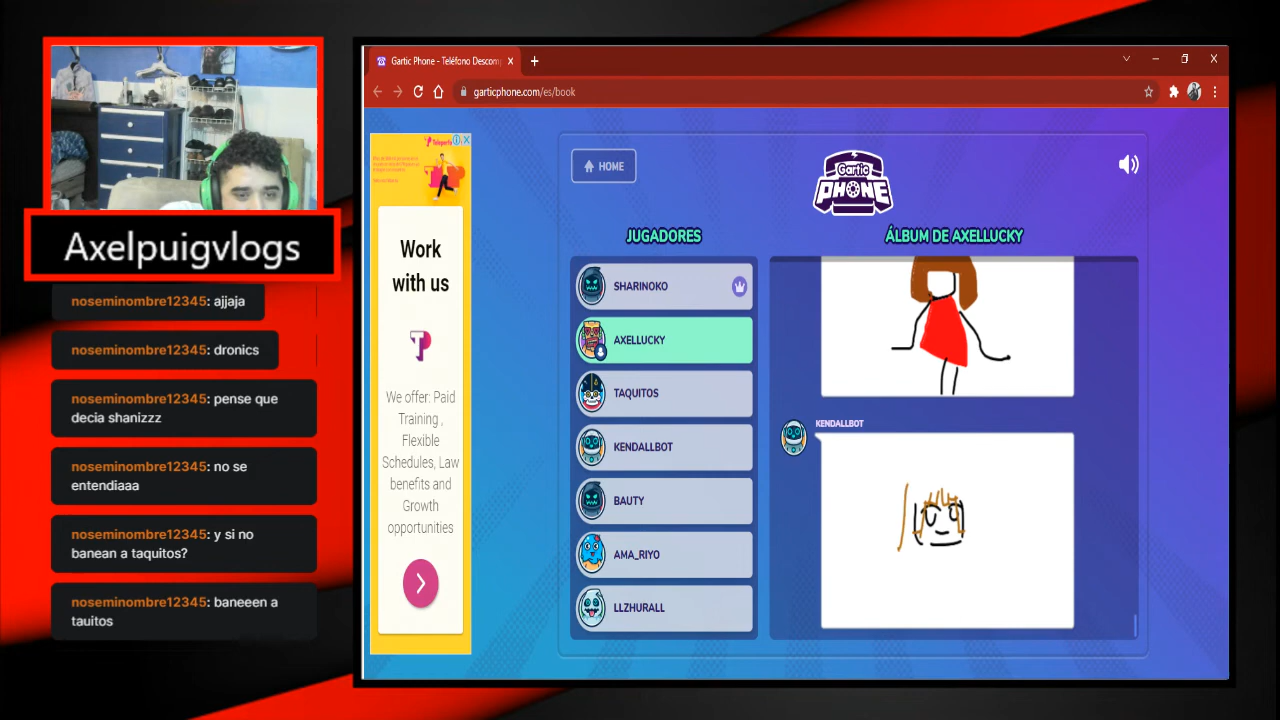 Gartic Phone - Teléfono Descom
garticphone.com/es/book
Axelpuigvlogs
noseminombre12345: ajjaja
noseminombre12345: dronics
noseminombre12345: pense que
decia shanizzz
noseminombre12345: no se
entendiaaa
noseminombre12345: y si no
banean a taquitos?
noseminombre12345: baneeen a
tauitos
Work
with us
We offer: Paid
Training ,
Flexible
Schedules, Law
benefits and
Growth
opportunities
HOME
Gartic
PHONE
JUGADORES
SHARINOKO
AXELLUCKY
TAQUITOS
KENDALLBOT
BAUTY
AMA_RIYO
LLZHURALL
ÁLBUM DE AXELLUCKY
KENDALLBOT